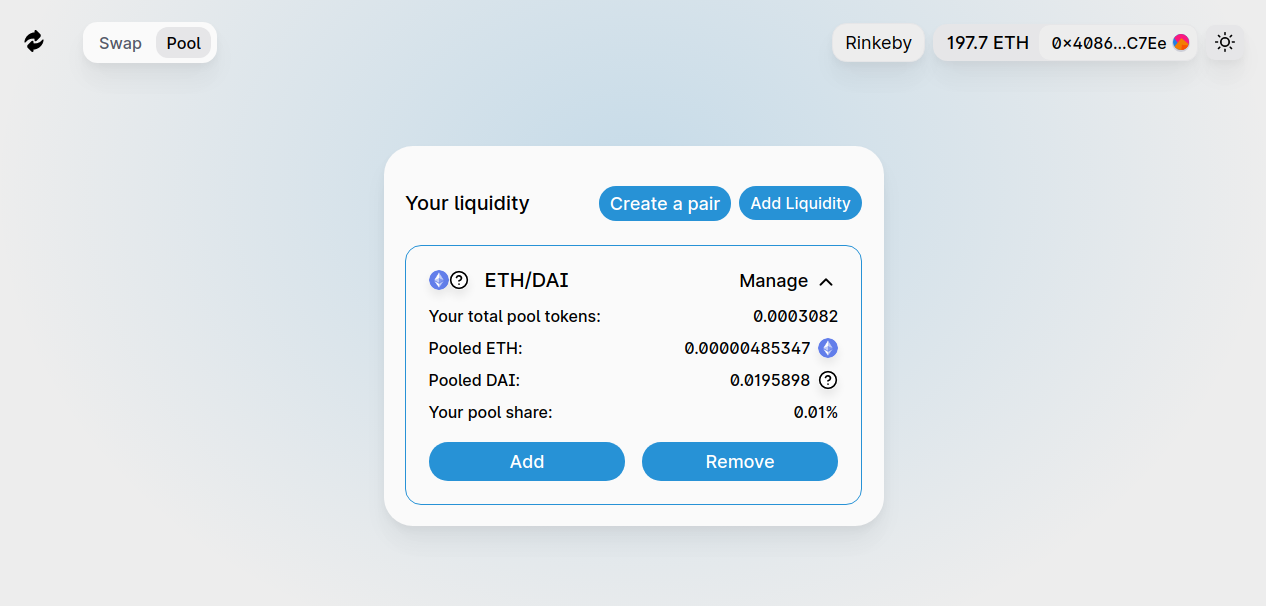 Swap Pool Rinkeby 197.7 ETH 0×4086...C7Ee
Your liquidity Create a pair Add Liquidity
ETH/DAI Manage
Your total pool tokens: 0.0003082
Pooled ETH: 0.00000485347
Pooled DAI: 0.0195898
Your pool share: 0.01%
Add Remove